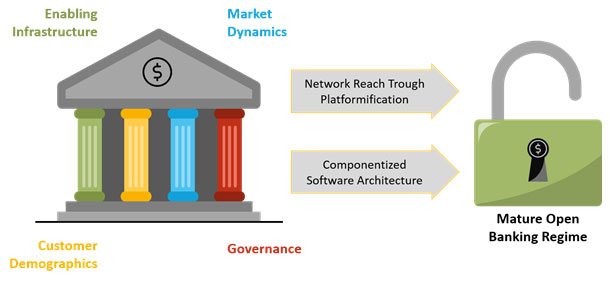 Enabling
Infrastructure
Market
Dynamics
$
Network Reach Trough
Platformification
Componentized
Software Architecture
$
Mature Open
Banking Regime
Customer
Demographics
Governance